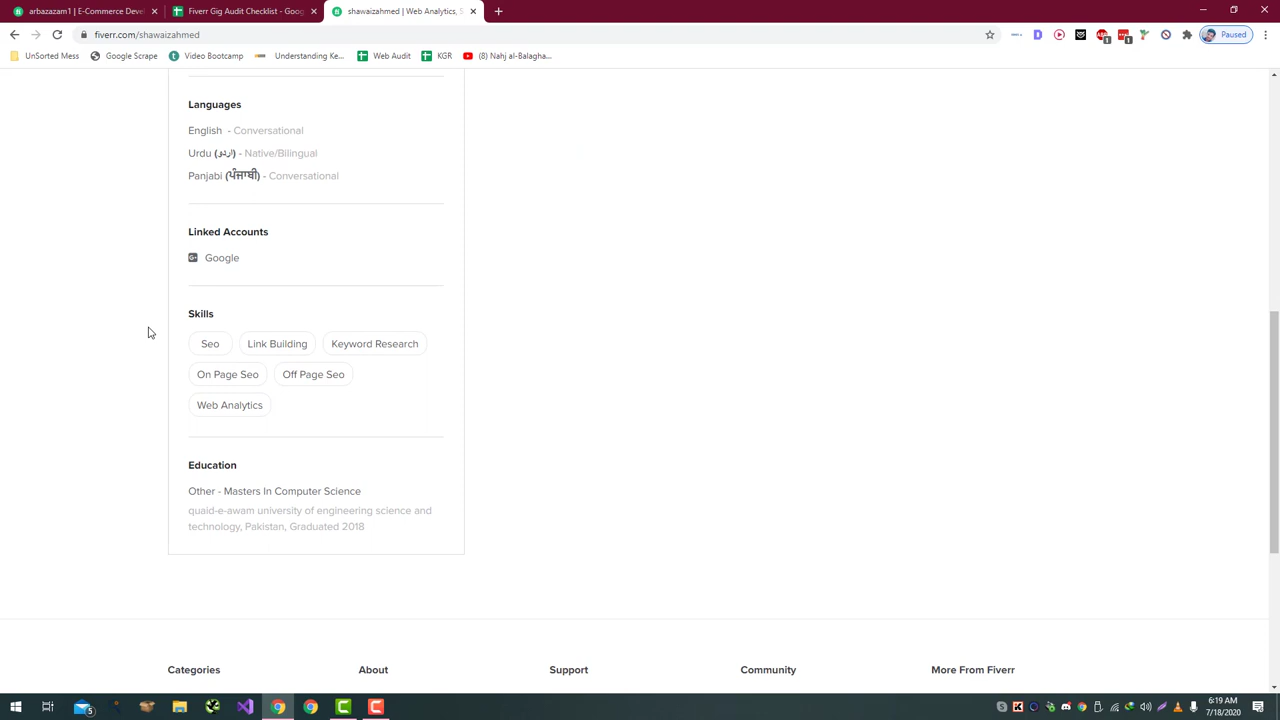 arbazazam1 | E-Commerce Devel
Fiverr Gig Audit Checklist - Goog
shawaizahmed | Web Analytics, S
fiverr.com/shawaizahmed
Paused
UnSorted Mess
Google Scrape
Video Bootcamp
Understanding Ke...
Web Audit
KGR
(8) Nahj al-Balagha...
Languages
English - Conversational
Urdu (اردو) - Native/Bilingual
Panjabi (ਪੰਜਾਬੀ) - Conversational
Linked Accounts
Google
Skills
Seo
Link Building
Keyword Research
On Page Seo
Off Page Seo
Web Analytics
Education
Other - Masters In Computer Science
quaid-e-awam university of engineering science and
technology, Pakistan, Graduated 2018
Categories
About
Support
Community
More From Fiverr
6:19 AM
7/18/2020